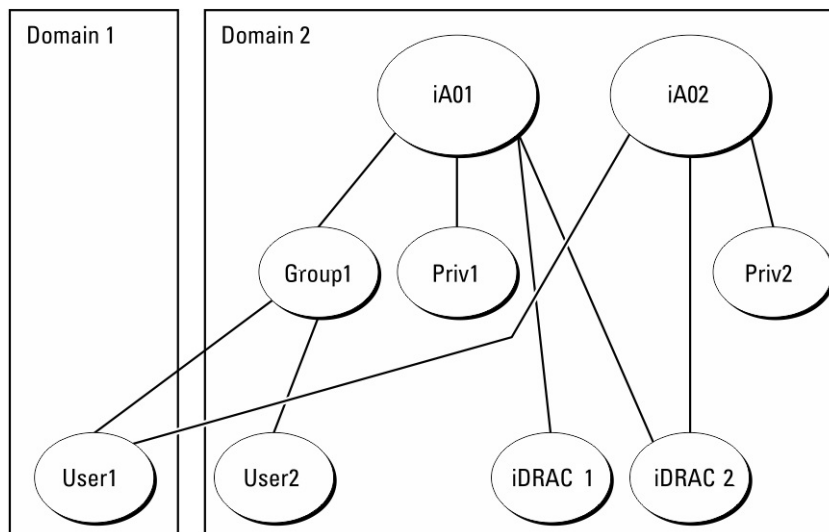 Domain 1
Domain 2
iA01
iA02
Group1
Priv1
Priv2
User1
User2
iDRAC 1
iDRAC 2